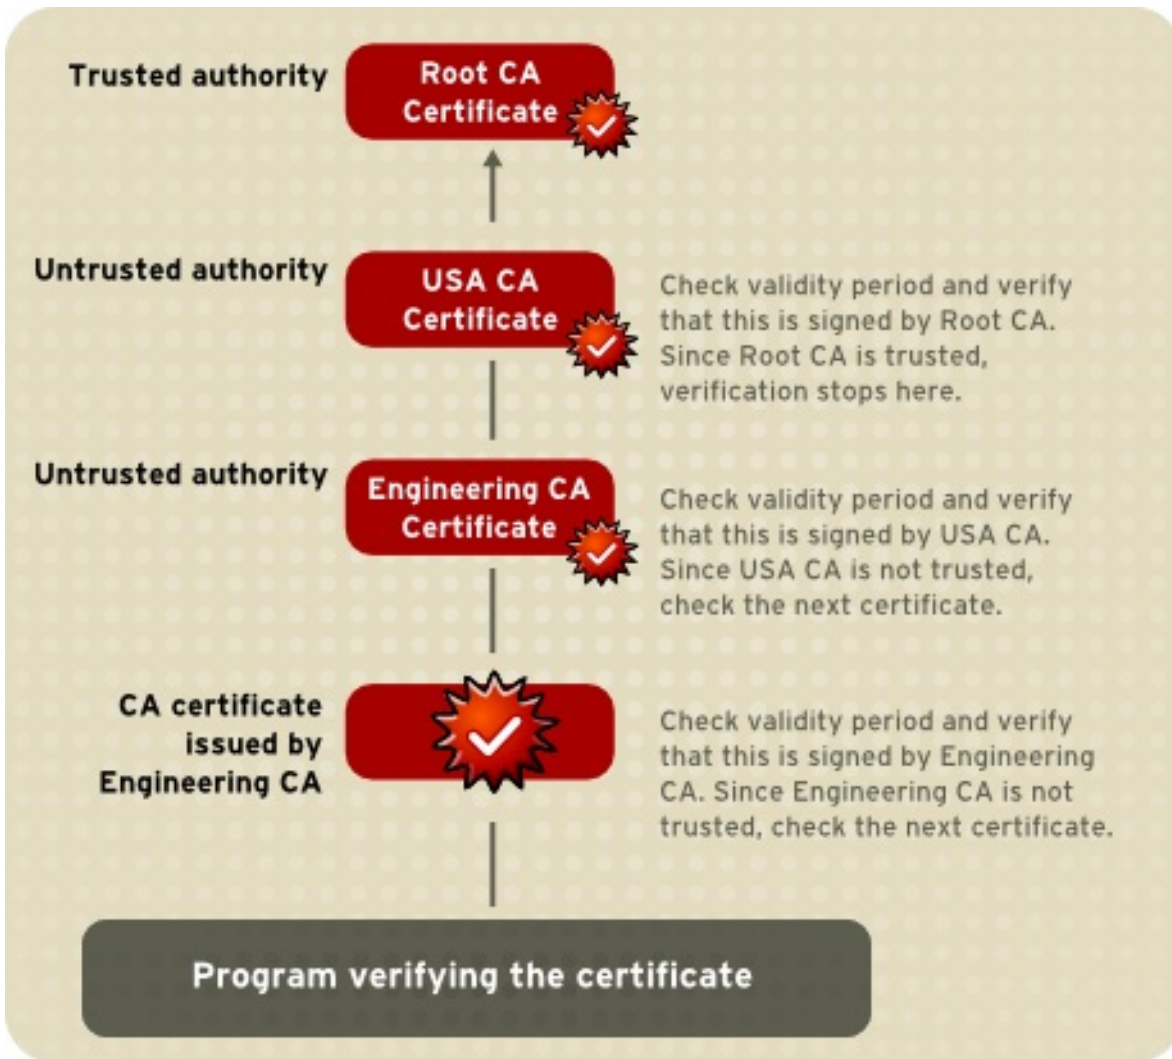 Trusted authority
Root CA
Certificate
Untrusted authority
USA CA
Certificate
Check validity period and verify
that this is signed by Root CA.
Since Root CA is trusted,
verification stops here.
Untrusted authority
Engineering CA
Certificate
Check validity period and verify
that this is signed by USA CA.
Since USA CA is not trusted,
check the next certificate.
CA certificate
issued by
Engineering CA
Check validity period and verify
that this is signed by Engineering
CA. Since Engineering CA is not
trusted, check the next certificate.
Program verifying the certificate